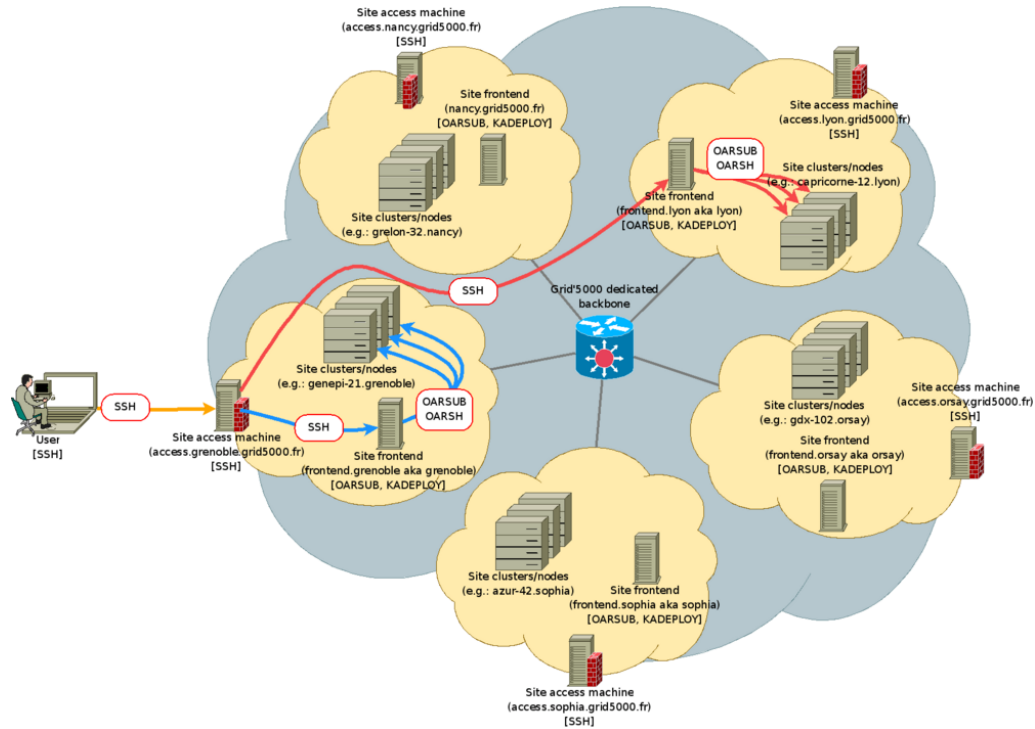 Site access machine
(access.nancy.grid5000.fr)
[SSH]
Site frontend
(nancy.grid5000.fr)
[OARSUB, KADEPLOY]
Site clusters/nodes
(e.g.: grelon-32.nancy)
Site access machine
(access.lyon.grid5000.fr)
[SSH]
OARSUB
OARSH
Site clusters/nodes
(e.g.: capricorne-12.lyon)
Site frontend
(frontend.lyon aka lyon)
[OARSUB, KADEPLOY]
SSH
Grid'5000 dedicated
backbone
Site clusters/nodes
(e.g.: genepi-21.grenoble)
OARSUB
OARSH
SSH
SSH
User
[SSH]
Site access machine
(access.grenoble.grid5000.fr)
[SSH]
Site frontend
(frontend.grenoble aka grenoble)
[OARSUB, KADEPLOY]
Site clusters/nodes
(e.g.: gdx-102.orsay)
Site access machine
(access.orsay.grid5000.fr)
[SSH]
Site frontend
(frontend.orsay aka orsay)
[OARSUB, KADEPLOY]
Site clusters/nodes
(e.g.: azur-42.sophia)
Site frontend
(frontend.sophia aka sophia)
[OARSUB, KADEPLOY]
Site access machine
(access.sophia.grid5000.fr)
[SSH]